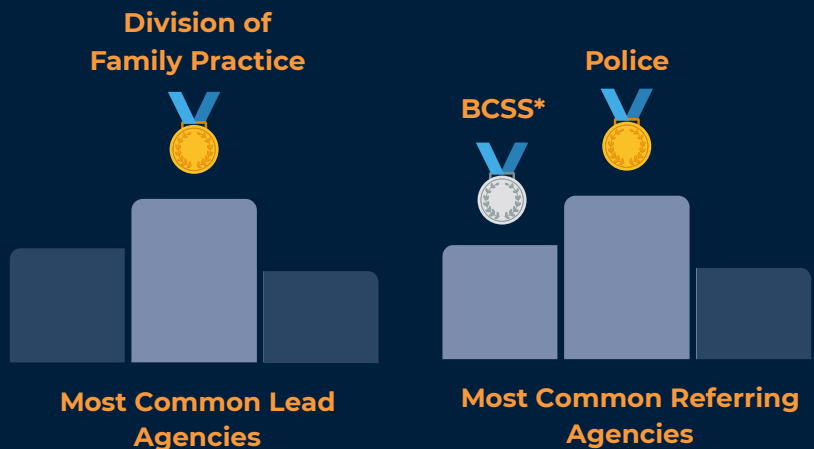 Division of
Family Practice
Most Common Lead
Agencies
Police
BCSS*
Most Common Referring
Agencies